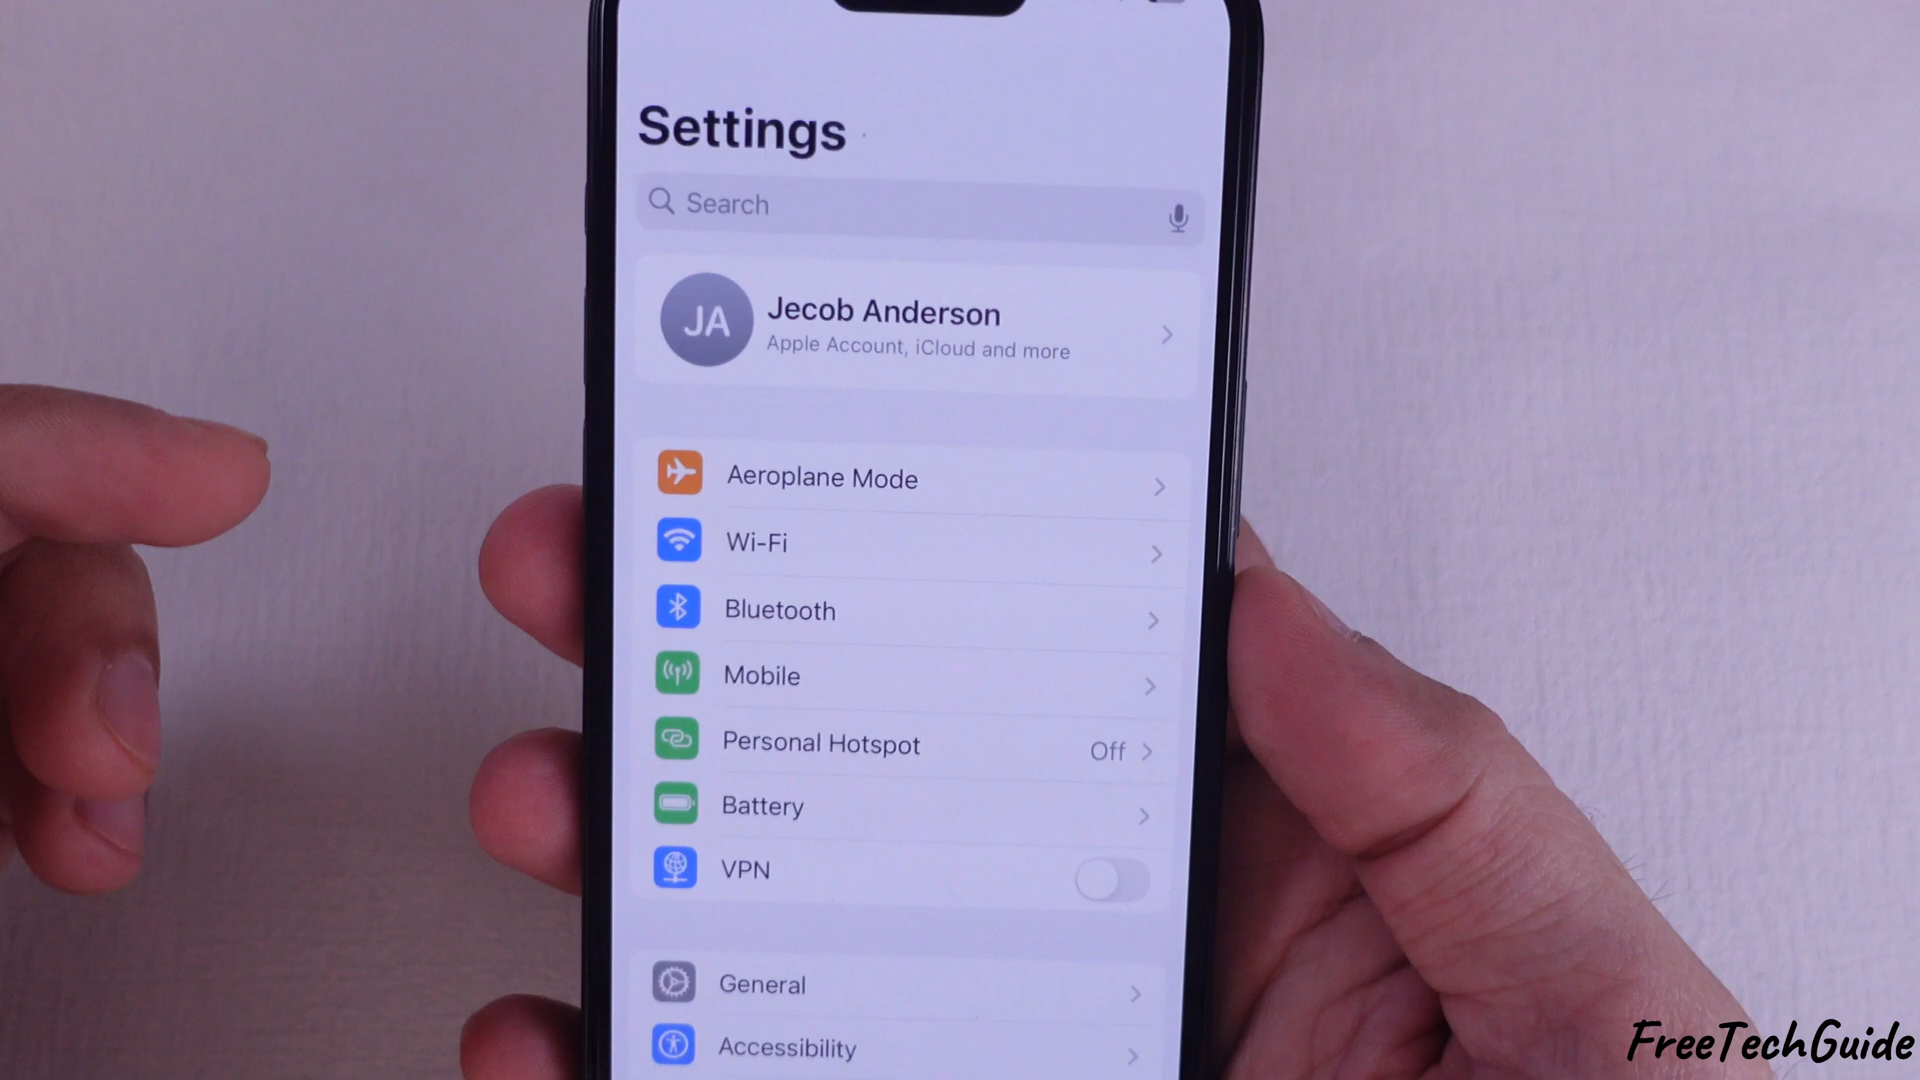 Settings
Search
JA
Jecob Anderson
Apple Account, iCloud and more
Aeroplane Mode
Wi-Fi
Bluetooth
Mobile
Personal Hotspot Off
Battery
VPN
General
Accessibility
FreeTechGuide